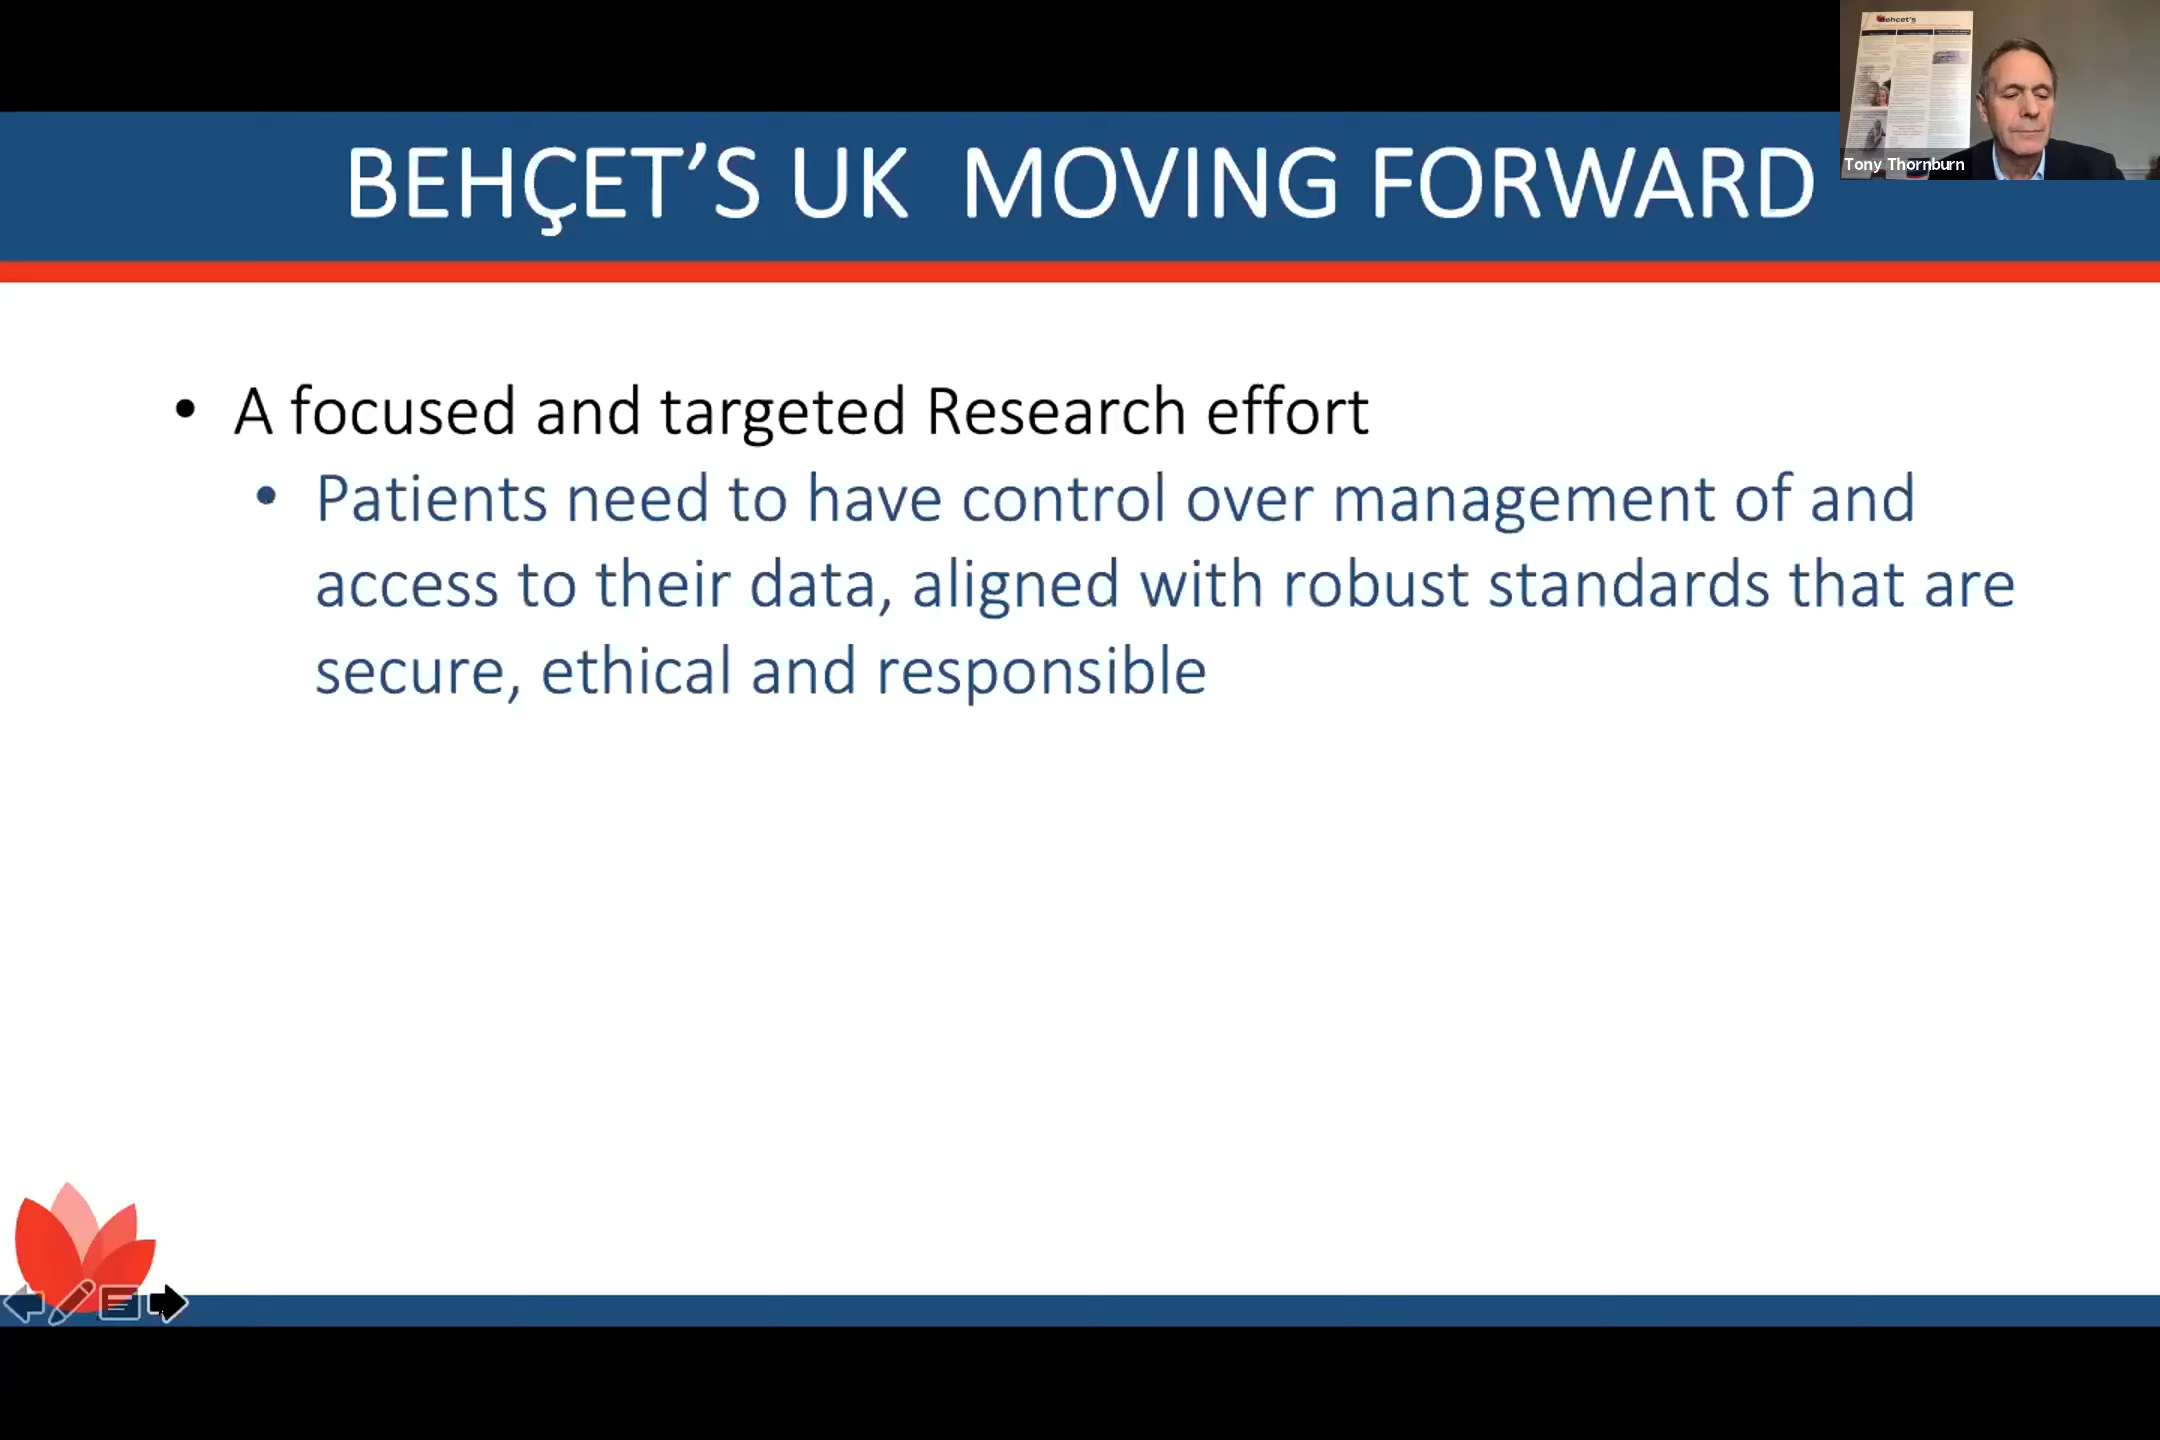 BEHÇET’S UK  MOVING FORWARD
Behçet's
Tony Thornburn
• A focused and targeted Research effort
• Patients need to have control over management of and
access to their data, aligned with robust standards that are
secure, ethical and responsible